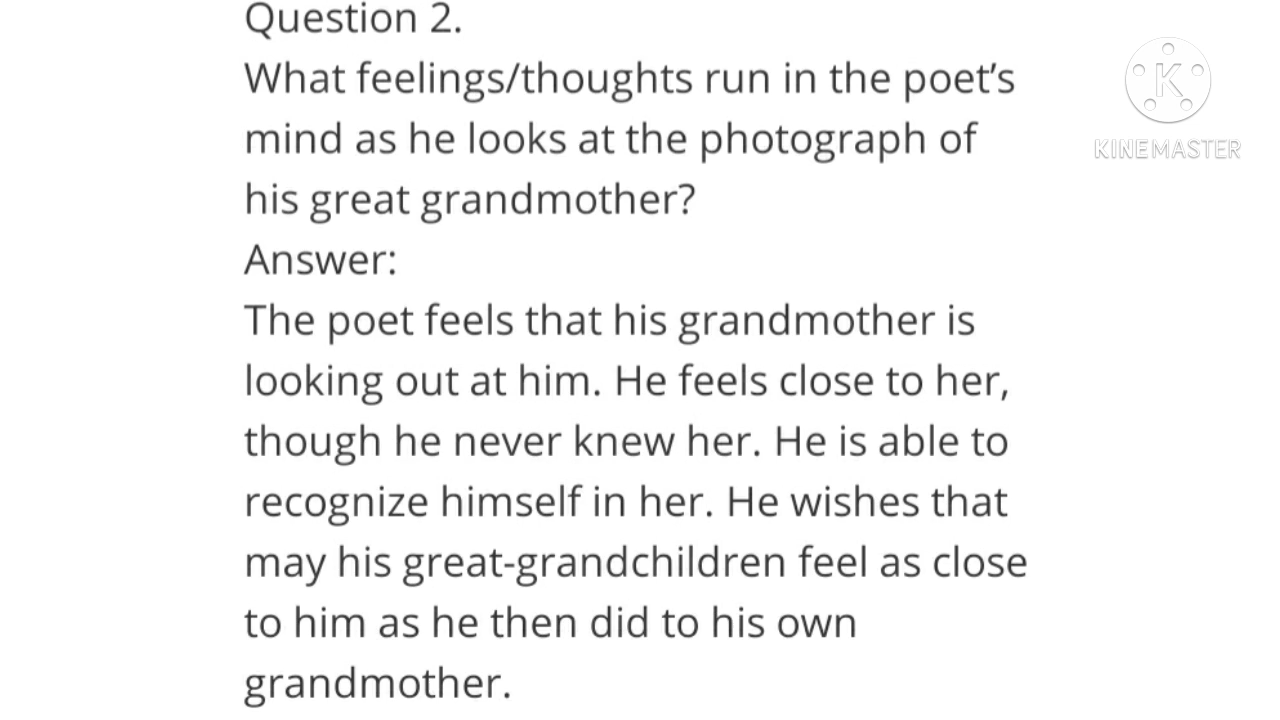 Question 2.
What feelings/thoughts run in the poet’s
mind as he looks at the photograph of
his great grandmother?
Answer:
The poet feels that his grandmother is
looking out at him. He feels close to her,
though he never knew her. He is able to
recognize himself in her. He wishes that
may his great-grandchildren feel as close
to him as he then did to his own
grandmother.
K
KINEMASTER